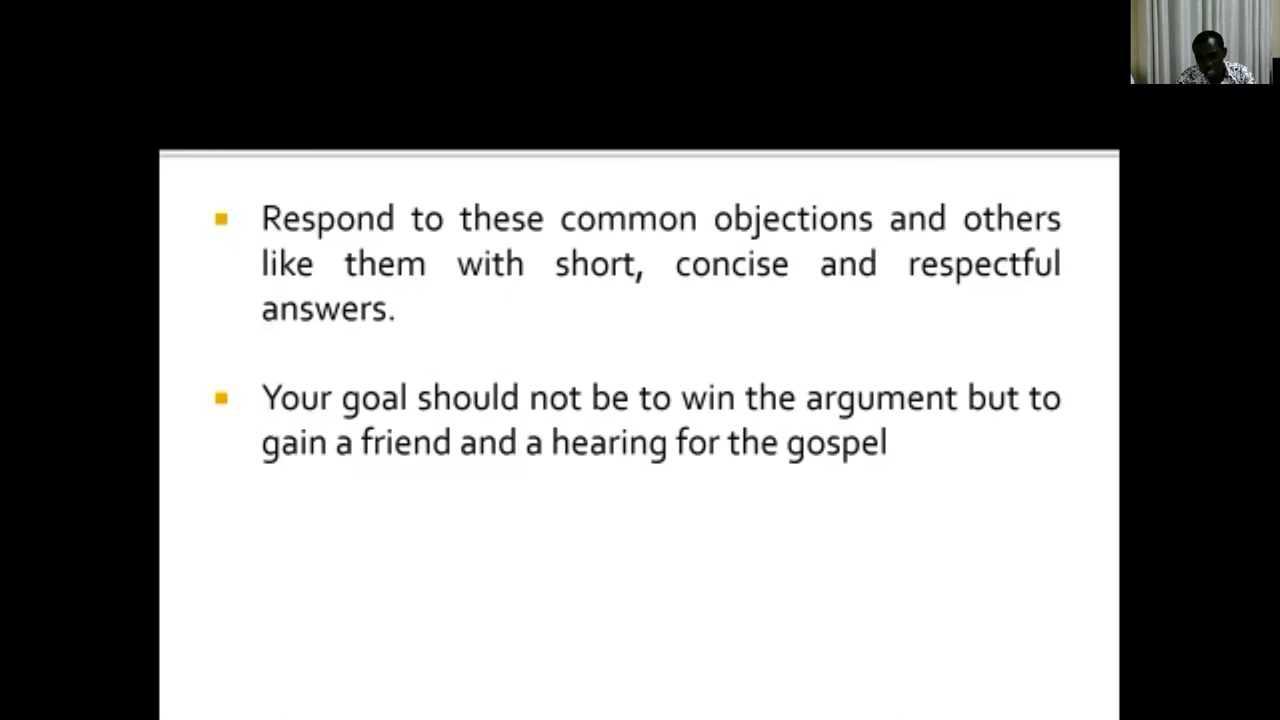 Respond to these common objections and others
like them with short, concise and respectful
answers.
Your goal should not be to win the argument but to
gain a friend and a hearing for the gospel